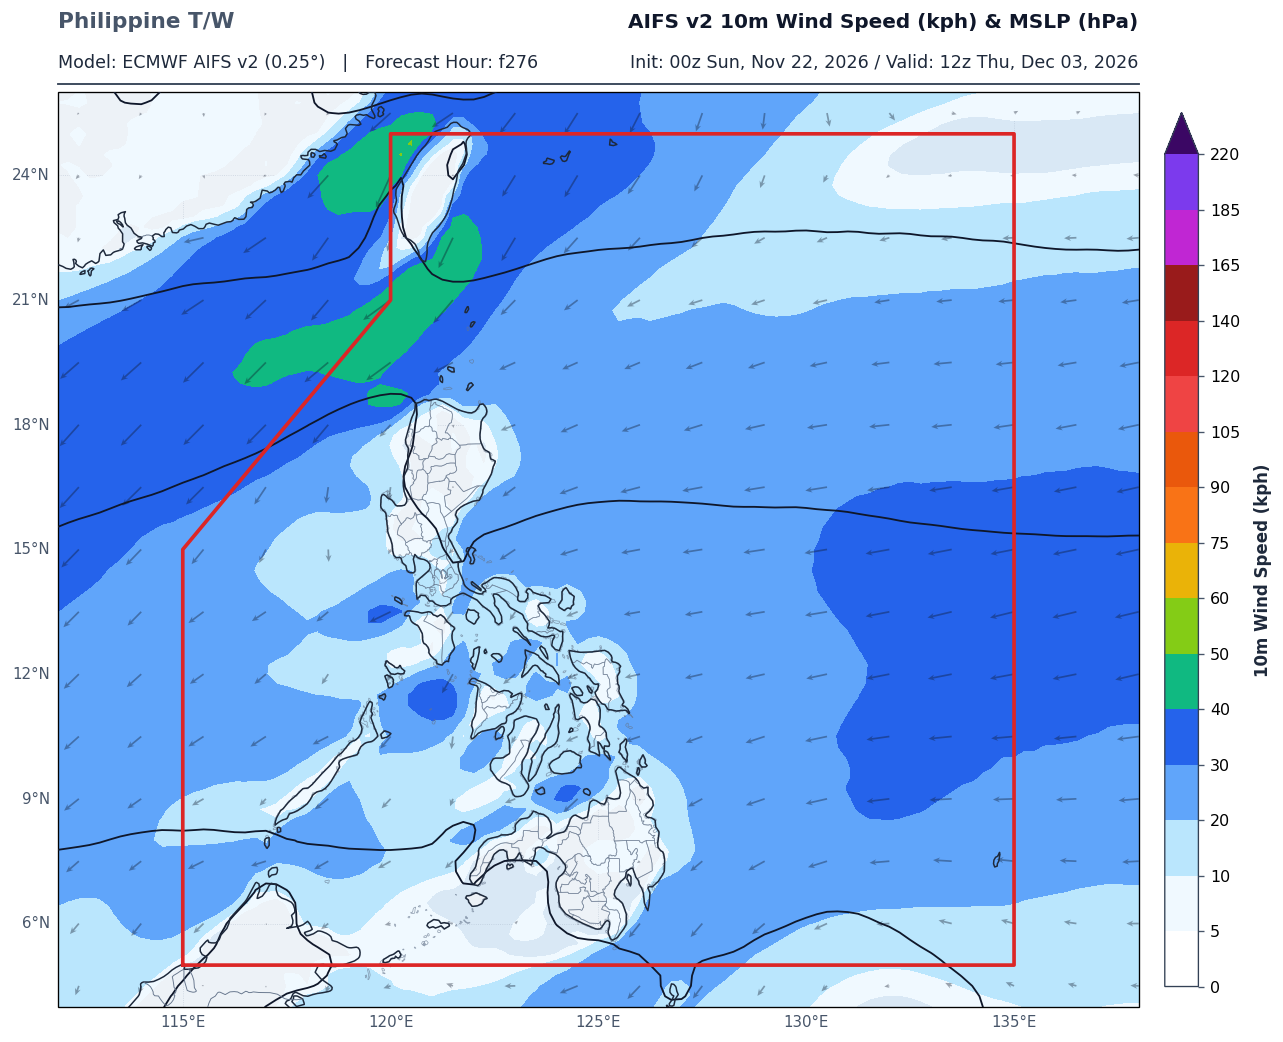 Philippine T/W
AIFS v2 10m Wind Speed (kph) & MSLP (hPa)
Model: ECMWF AIFS v2 (0.25°) | Forecast Hour: f276
Init: 00z Sun, Nov 22, 2026 / Valid: 12z Thu, Dec 03, 2026
24°N
21°N
18°N
15°N
12°N
9°N
6°N
115°E
120°E
125°E
130°E
135°E
220
185
165
140
120
105
90
75
60
50
40
30
20
10
5
0
10m Wind Speed (kph)